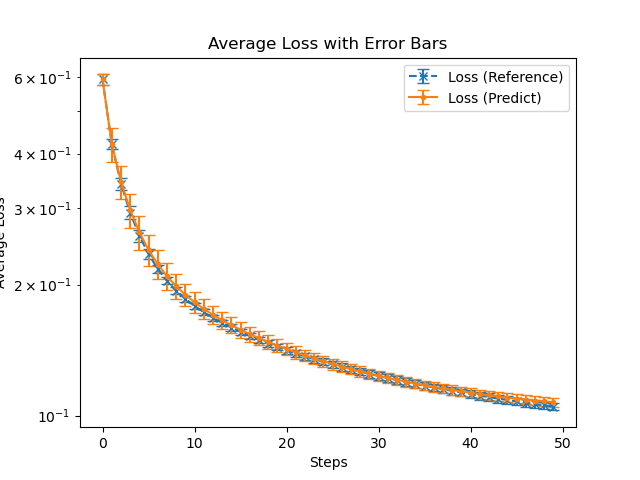 Average Loss with Error Bars
Loss (Reference)
Loss (Predict)
6 × 10⁻¹
4 × 10⁻¹
3 × 10⁻¹
2 × 10⁻¹
10⁻¹
Average Loss
0 10 20 30 40 50
Steps